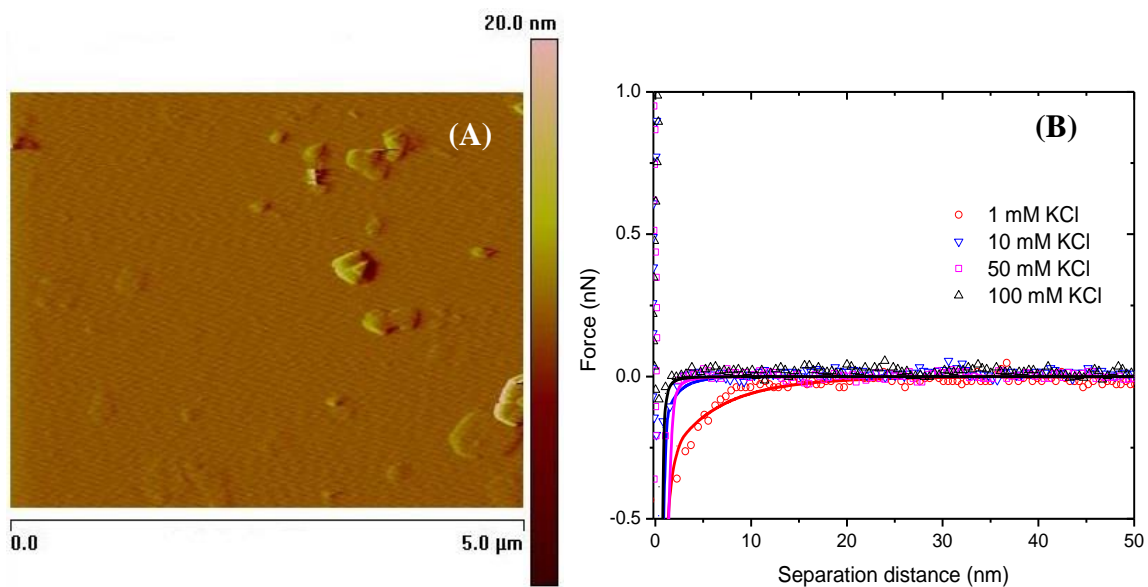 20.0 nm
(A)
0.0
5.0 µm
(B)
1.0
0.5
0.0
-0.5
Force (nN)
1 mM KCl
10 mM KCl
50 mM KCl
100 mM KCl
0 10 20 30 40 50
Separation distance (nm)